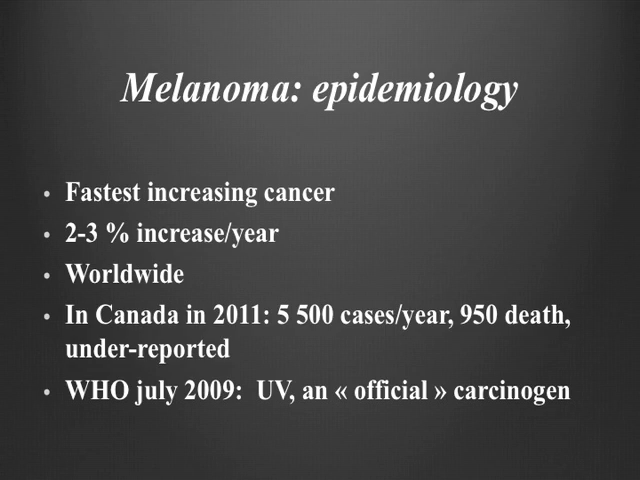 Melanoma: epidemiology
• Fastest increasing cancer
• 2-3 % increase/year
• Worldwide
• In Canada in 2011: 5 500 cases/year, 950 death,
under-reported
• WHO july 2009:  UV, an « official » carcinogen